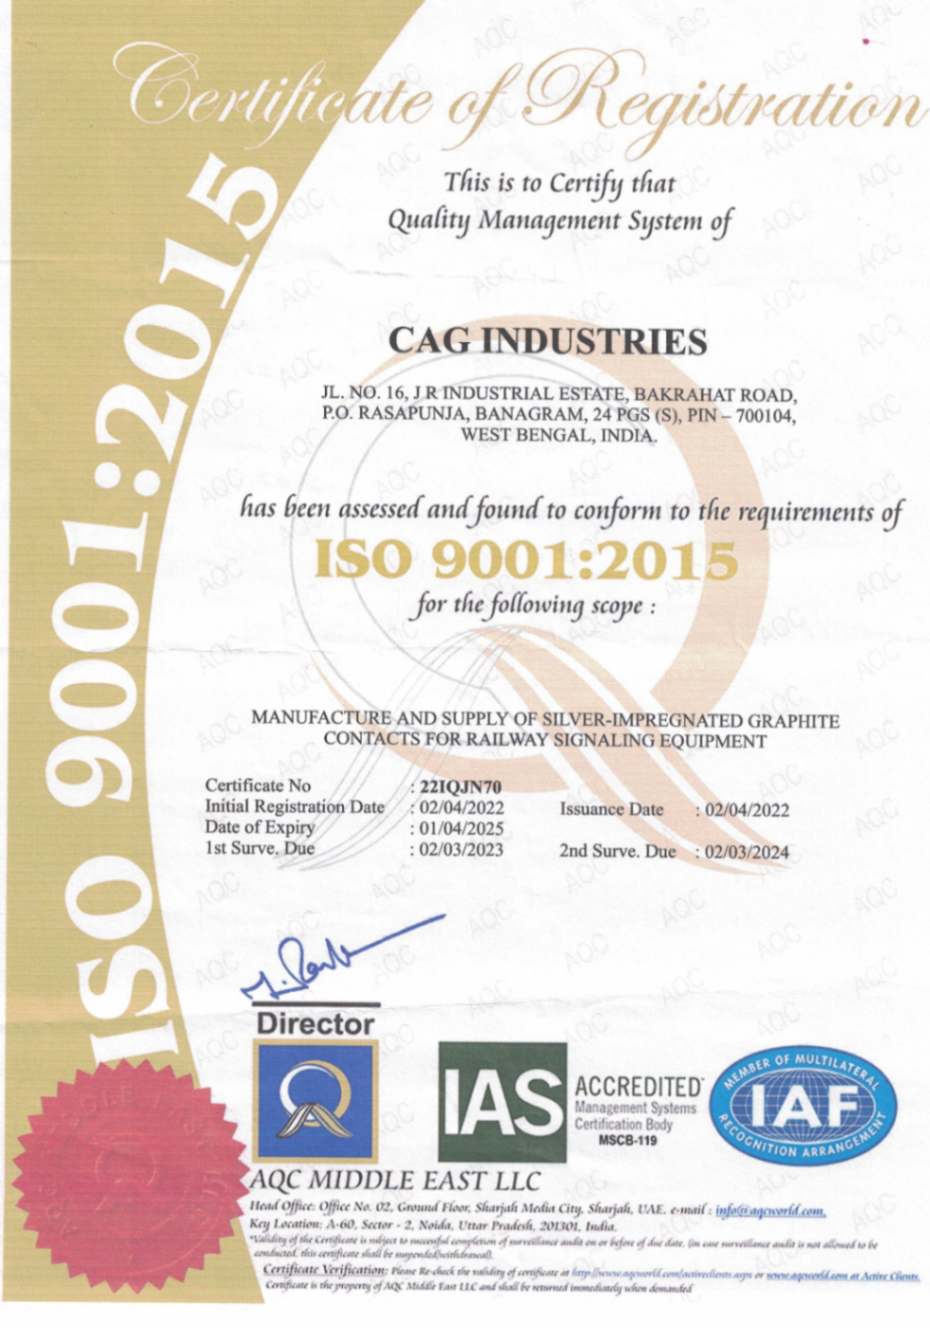 Certificate of Registration
This is to Certify that
Quality Management System of
CAG INDUSTRIES
JL. NO. 16, J R INDUSTRIAL ESTATE, BAKRAHAT ROAD,
P.O. RASAPUNJA, BANAGRAM, 24 PGS (S), PIN – 700104,
WEST BENGAL, INDIA.
has been assessed and found to conform to the requirements of
ISO 9001:2015
for the following scope :
MANUFACTURE AND SUPPLY OF SILVER-IMPREGNATED GRAPHITE
CONTACTS FOR RAILWAY SIGNALING EQUIPMENT
Certificate No : 22IQJN70
Initial Registration Date : 02/04/2022 Issuance Date : 02/04/2022
Date of Expiry : 01/04/2025
1st Surve. Due : 02/03/2023 2nd Surve. Due : 02/03/2024
ISO 9001:2015
Director
IAS
ACCREDITED
Management Systems
Certification Body
MSCB-119
MEMBER OF MULTILATERAL
IAF
RECOGNITION ARRANGEMENT
AQC MIDDLE EAST LLC
Head Office: Office No. 02, Ground Floor, Sharjah Media City, Sharjah, UAE. e-mail : info@aqcworld.com,
Key Location: A-60, Sector - 2, Noida, Uttar Pradesh, 201301, India.
*Validity of the Certificate is subject to successful completion of surveillance audit on or before of due date. (in case surveillance audit is not allowed to be
conducted, this certificate shall be suspended/withdrawal).
Certificate Verification: Please Re-check the validity of certificate at http://www.aqcworld.com/activeclients.aspx or www.aqcworld.com at Active Clients.
Certificate is the property of AQC Middle East LLC and shall be returned immediately when demanded